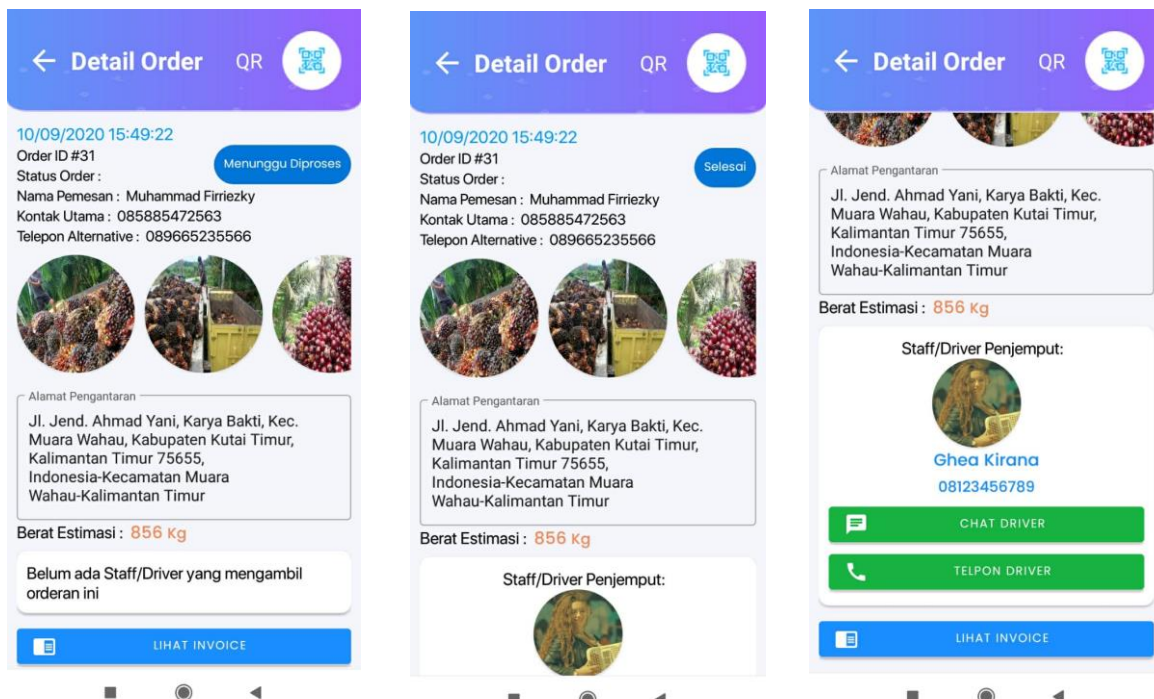 Detail Order QR
10/09/2020 15:49:22
Order ID #31
Status Order :
Menunggu Diproses
Nama Pemesan : Muhammad Firriezky
Kontak Utama : 085885472563
Telepon Alternative : 089665235566
Alamat Pengantaran
Jl. Jend. Ahmad Yani, Karya Bakti, Kec.
Muara Wahau, Kabupaten Kutai Timur,
Kalimantan Timur 75655,
Indonesia-Kecamatan Muara
Wahau-Kalimantan Timur
Berat Estimasi : 856 Kg
Belum ada Staff/Driver yang mengambil
orderan ini
LIHAT INVOICE
Detail Order QR
10/09/2020 15:49:22
Order ID #31
Status Order :
Selesai
Nama Pemesan : Muhammad Firriezky
Kontak Utama : 085885472563
Telepon Alternative : 089665235566
Alamat Pengantaran
Jl. Jend. Ahmad Yani, Karya Bakti, Kec.
Muara Wahau, Kabupaten Kutai Timur,
Kalimantan Timur 75655,
Indonesia-Kecamatan Muara
Wahau-Kalimantan Timur
Berat Estimasi : 856 Kg
Staff/Driver Penjemput:
Detail Order QR
Alamat Pengantaran
Jl. Jend. Ahmad Yani, Karya Bakti, Kec.
Muara Wahau, Kabupaten Kutai Timur,
Kalimantan Timur 75655,
Indonesia-Kecamatan Muara
Wahau-Kalimantan Timur
Berat Estimasi : 856 Kg
Staff/Driver Penjemput:
Ghea Kirana
08123456789
CHAT DRIVER
TELPON DRIVER
LIHAT INVOICE